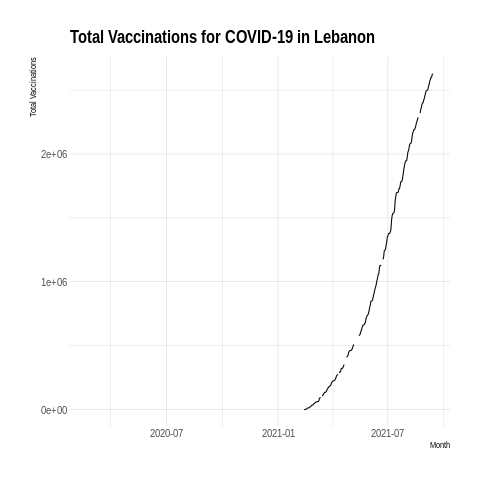 Total Vaccinations for COVID-19 in Lebanon
Total Vaccinations
2e+06
1e+06
0e+00
2020-07 2021-01 2021-07
Month